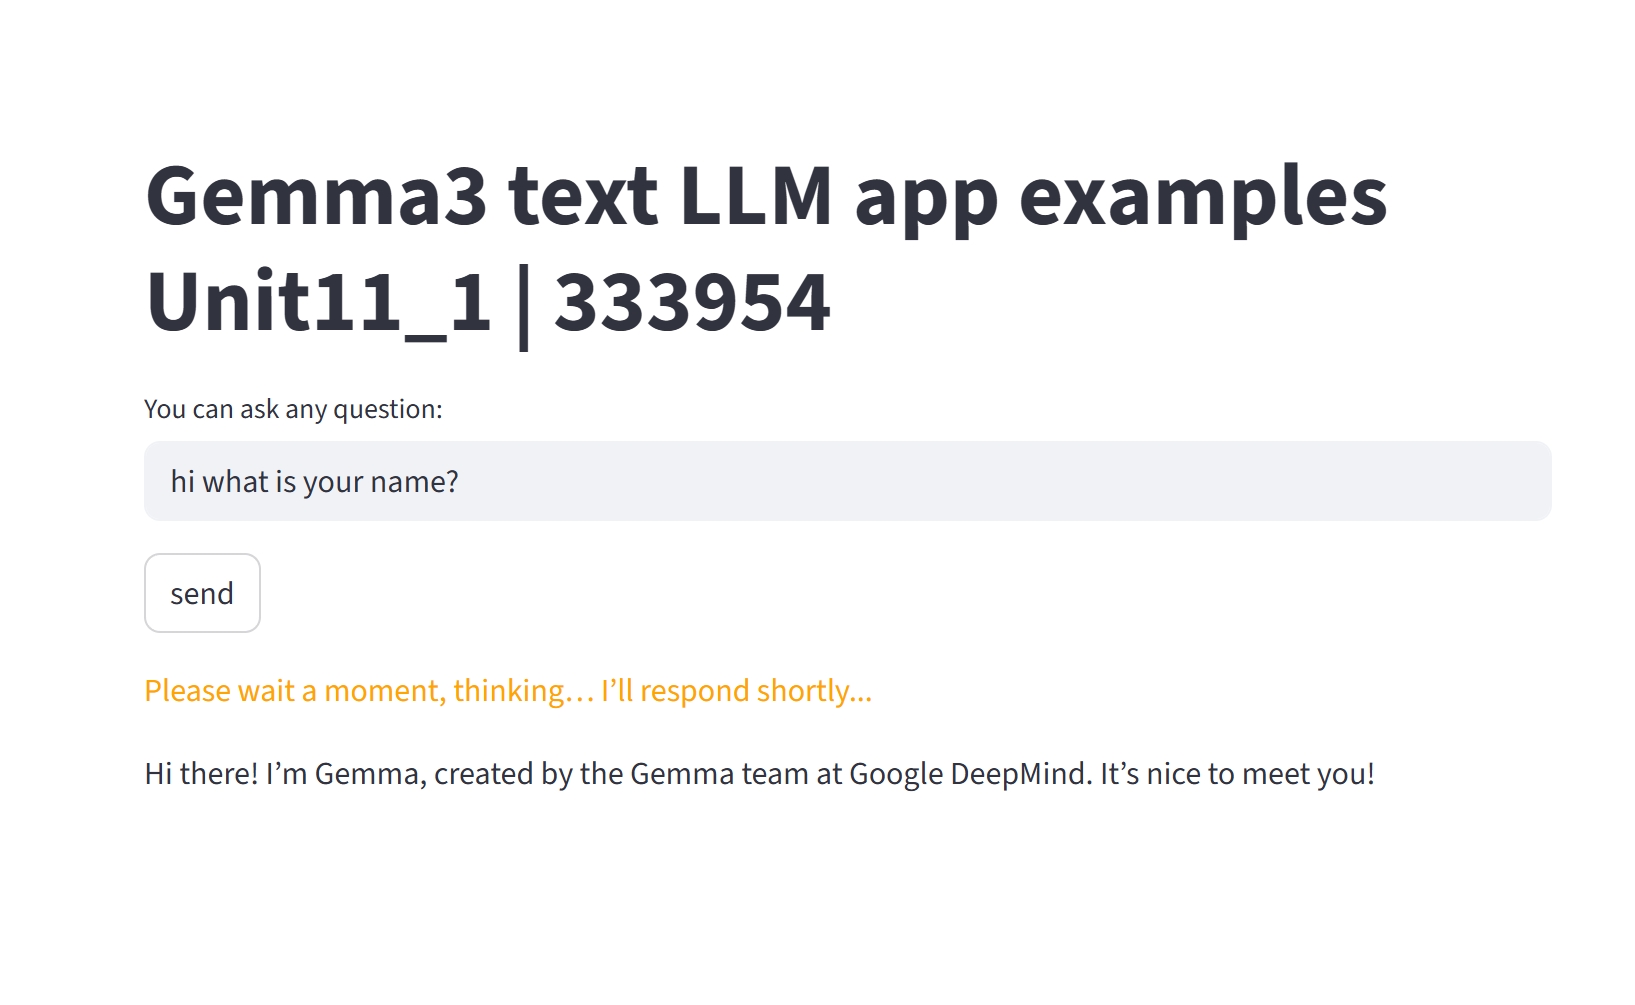 Gemma3 text LLM app examples
Unit11_1 | 333954
You can ask any question:
hi what is your name?
send
Please wait a moment, thinking… I’ll respond shortly...
Hi there! I’m Gemma, created by the Gemma team at Google DeepMind. It’s nice to meet you!